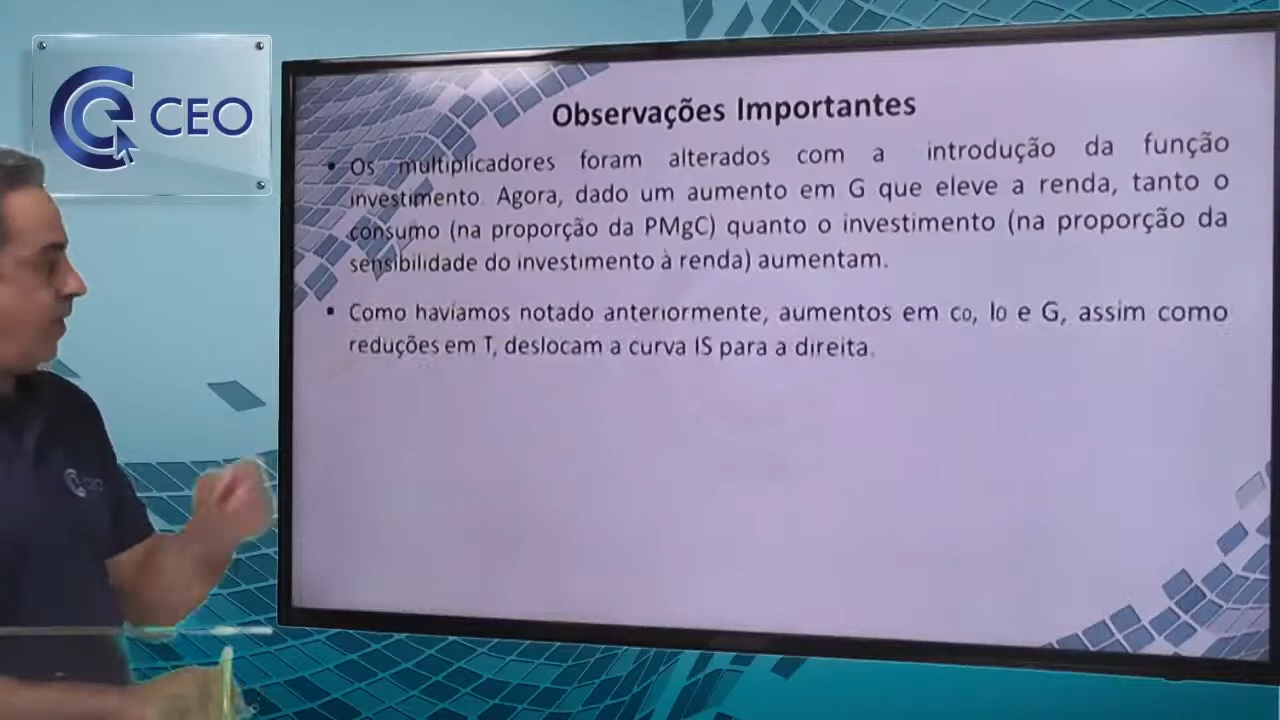 CEO
Observações Importantes
▪ Os multiplicadores foram alterados com a introdução da função
investimento. Agora, dado um aumento em G que eleve a renda, tanto o
consumo (na proporção da PMgC) quanto o investimento (na proporção da
sensibilidade do investimento à renda) aumentam.
▪ Como havíamos notado anteriormente, aumentos em c0, I0 e G, assim como
reduções em T, deslocam a curva IS para a direita.